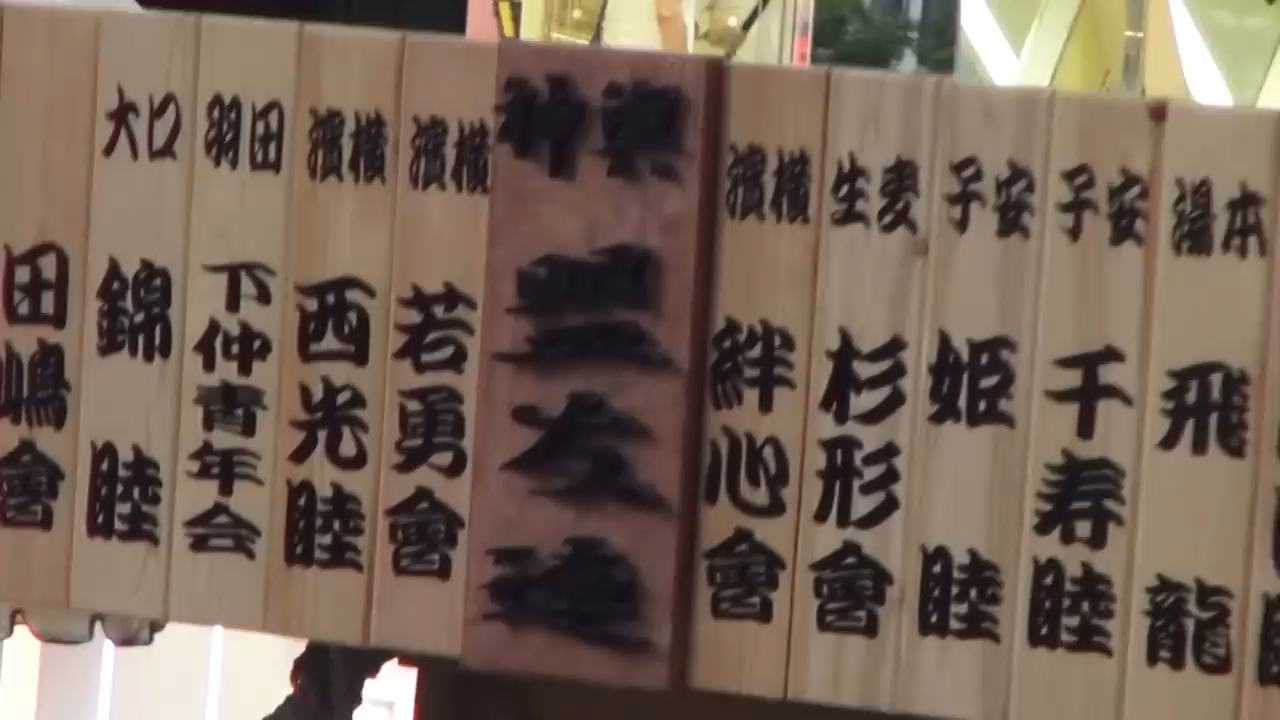 湯本 飛龍
子安 千寿睦
子安 姫睦
生麦 杉形會
濱横 絆心會
神輿
濱横 若勇會
濱横 西光睦
羽田 下仲青年会
大口 錦睦
田嶋會